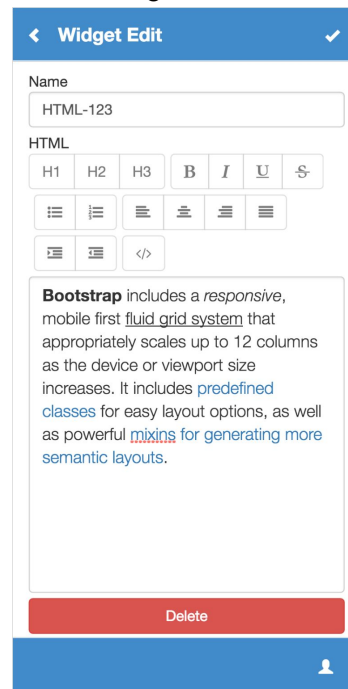 Widget Edit
Name
HTML-123
HTML
H1 H2 H3 B I U S
</>
Bootstrap includes a responsive,
mobile first fluid grid system that
appropriately scales up to 12 columns
as the device or viewport size
increases. It includes predefined
classes for easy layout options, as well
as powerful mixins for generating more
semantic layouts.
Delete